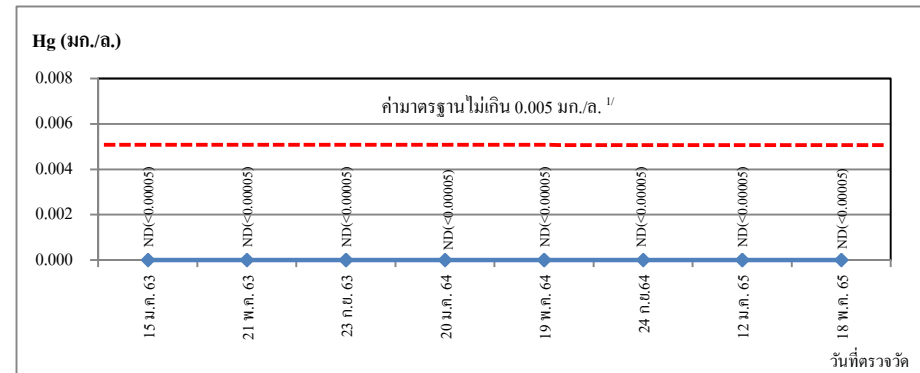 Hg (มก./ล.)
0.008
ค่ามาตรฐานไม่เกิน 0.005 มก./ล. 1/
0.006
0.004
0.002
0.000
ND(<0.00005)
ND(<0.00005)
ND(<0.00005)
ND(<0.00005)
ND(<0.00005)
ND(<0.00005)
ND(<0.00005)
ND(<0.00005)
15 ม.ค. 63
21 พ.ค. 63
23 ก.ย. 63
20 ม.ค. 64
19 พ.ค. 64
24 ก.ย.64
12 ม.ค. 65
18 พ.ค. 65
วันที่ตรวจวัด